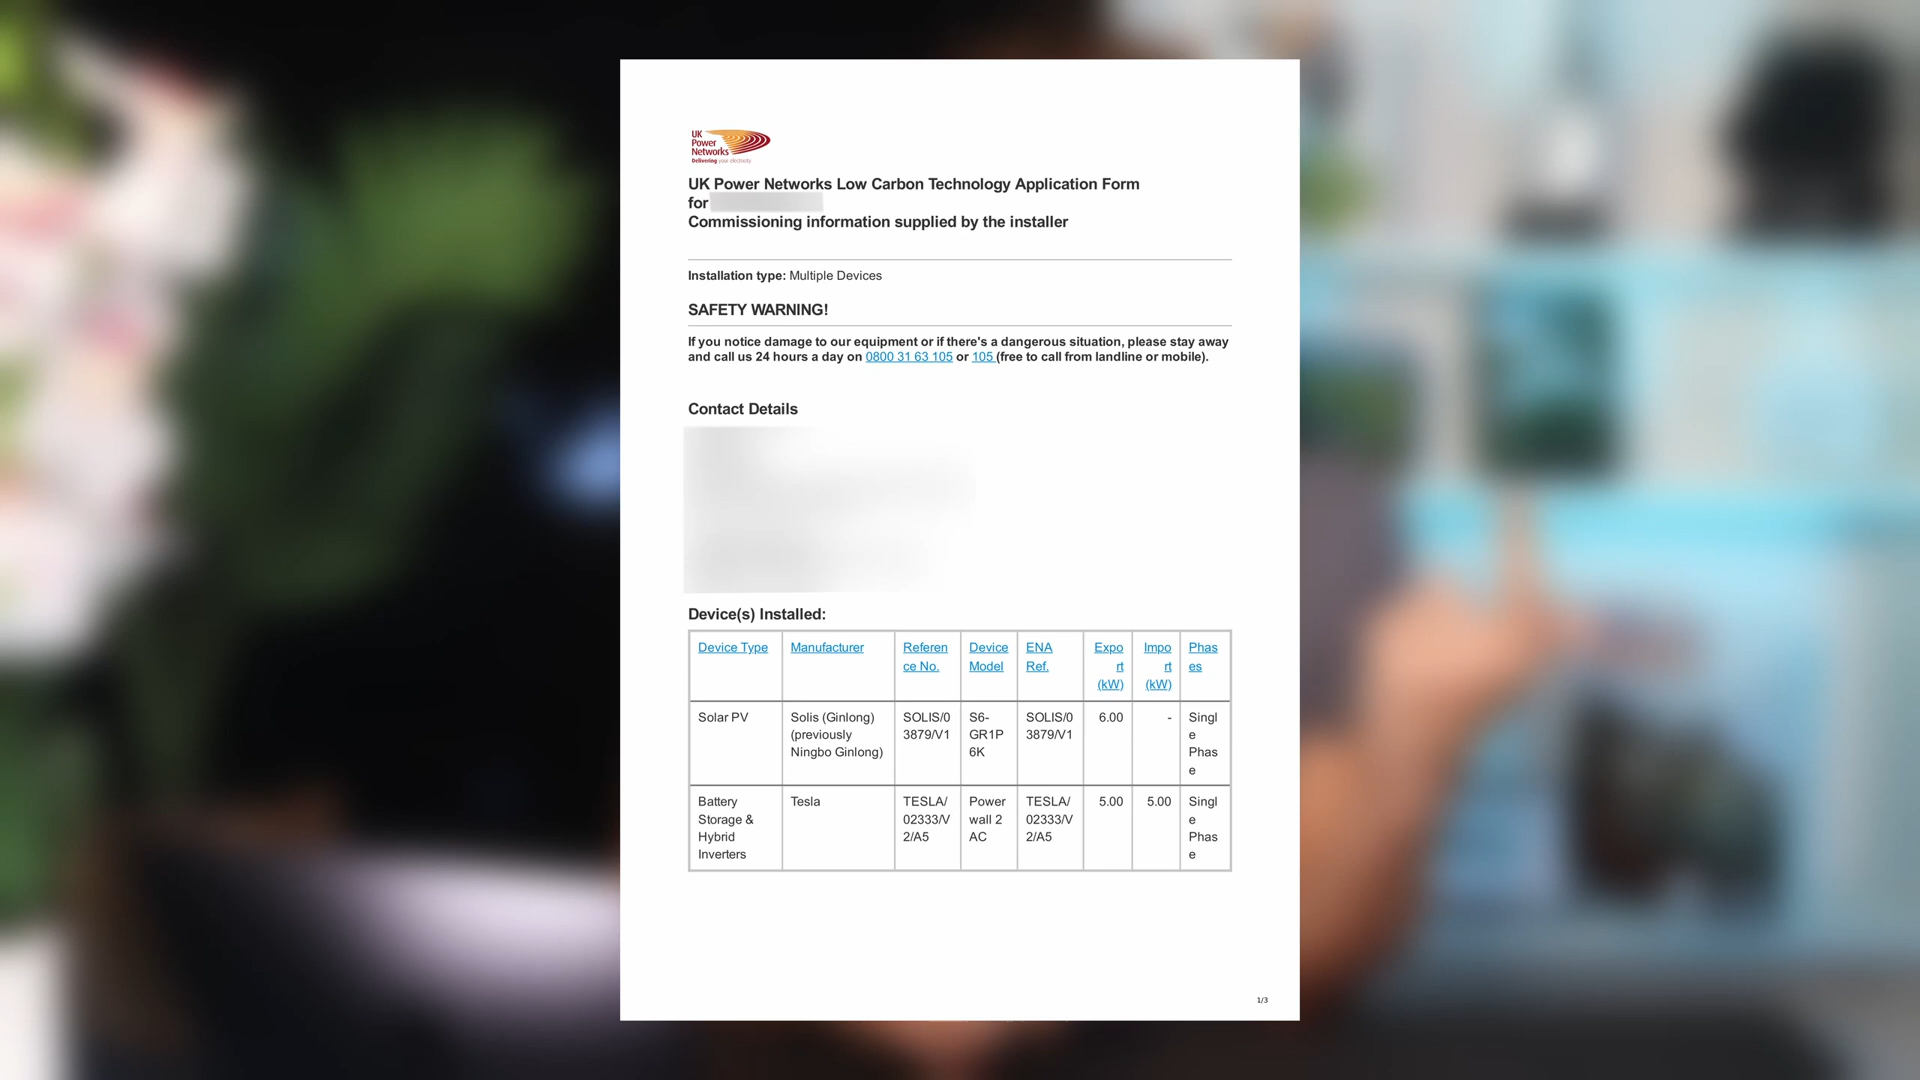 UK
Power
Networks
Delivering your electricity
UK Power Networks Low Carbon Technology Application Form
for
Commissioning information supplied by the installer
Installation type: Multiple Devices
SAFETY WARNING!
If you notice damage to our equipment or if there's a dangerous situation, please stay away
and call us 24 hours a day on 0800 31 63 105 or 105 (free to call from landline or mobile).
Contact Details
Device(s) Installed:
Device Type Manufacturer Referen Device ENA Expo Impo Phas
ce No. Model Ref. rt rt es
(kW) (kW)
Solar PV Solis (Ginlong) SOLIS/0 S6- SOLIS/0 6.00 - Singl
(previously 3879/V1 GR1P 3879/V1 e
Ningbo Ginlong) 6K Phas
e
Battery Tesla TESLA/ Power TESLA/ 5.00 5.00 Singl
Storage & 02333/V wall 2 02333/V e
Hybrid 2/A5 AC 2/A5 Phas
Inverters e
1/3